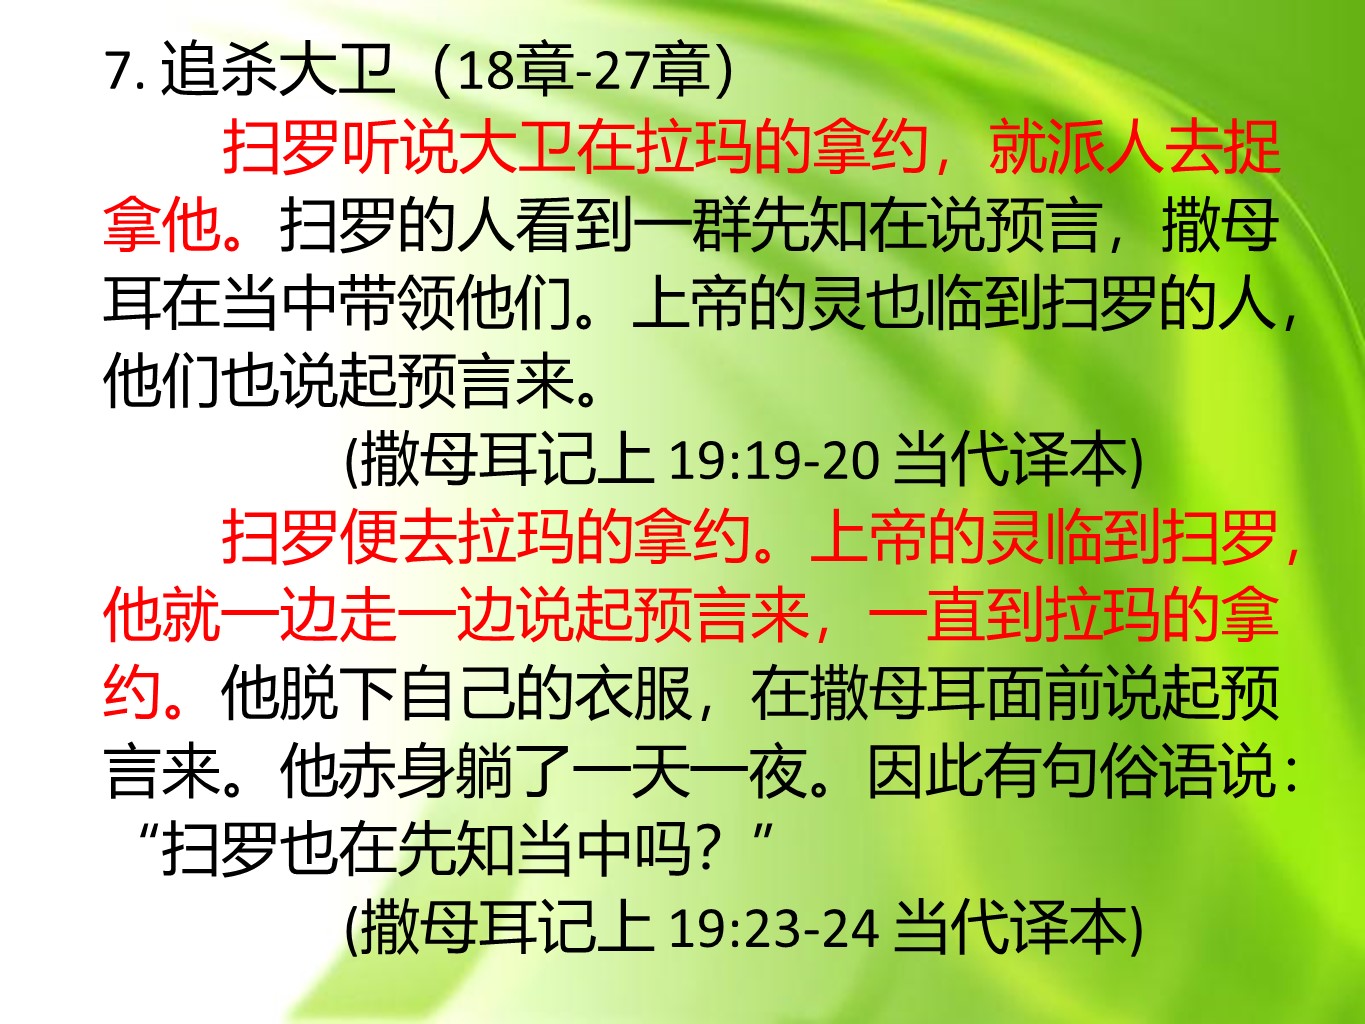 7. 追杀大卫（18章-27章）
扫罗听说大卫在拉玛的拿约，就派人去捉
拿他。扫罗的人看到一群先知在说预言，撒母
耳在当中带领他们。上帝的灵也临到扫罗的人，
他们也说起预言来。
(撒母耳记上 19:19-20 当代译本)
扫罗便去拉玛的拿约。上帝的灵临到扫罗，
他就一边走一边说起预言来，一直到拉玛的拿
约。他脱下自己的衣服，在撒母耳面前说起预
言来。他赤身躺了一天一夜。因此有句俗语说：
“扫罗也在先知当中吗？”
(撒母耳记上 19:23-24 当代译本)